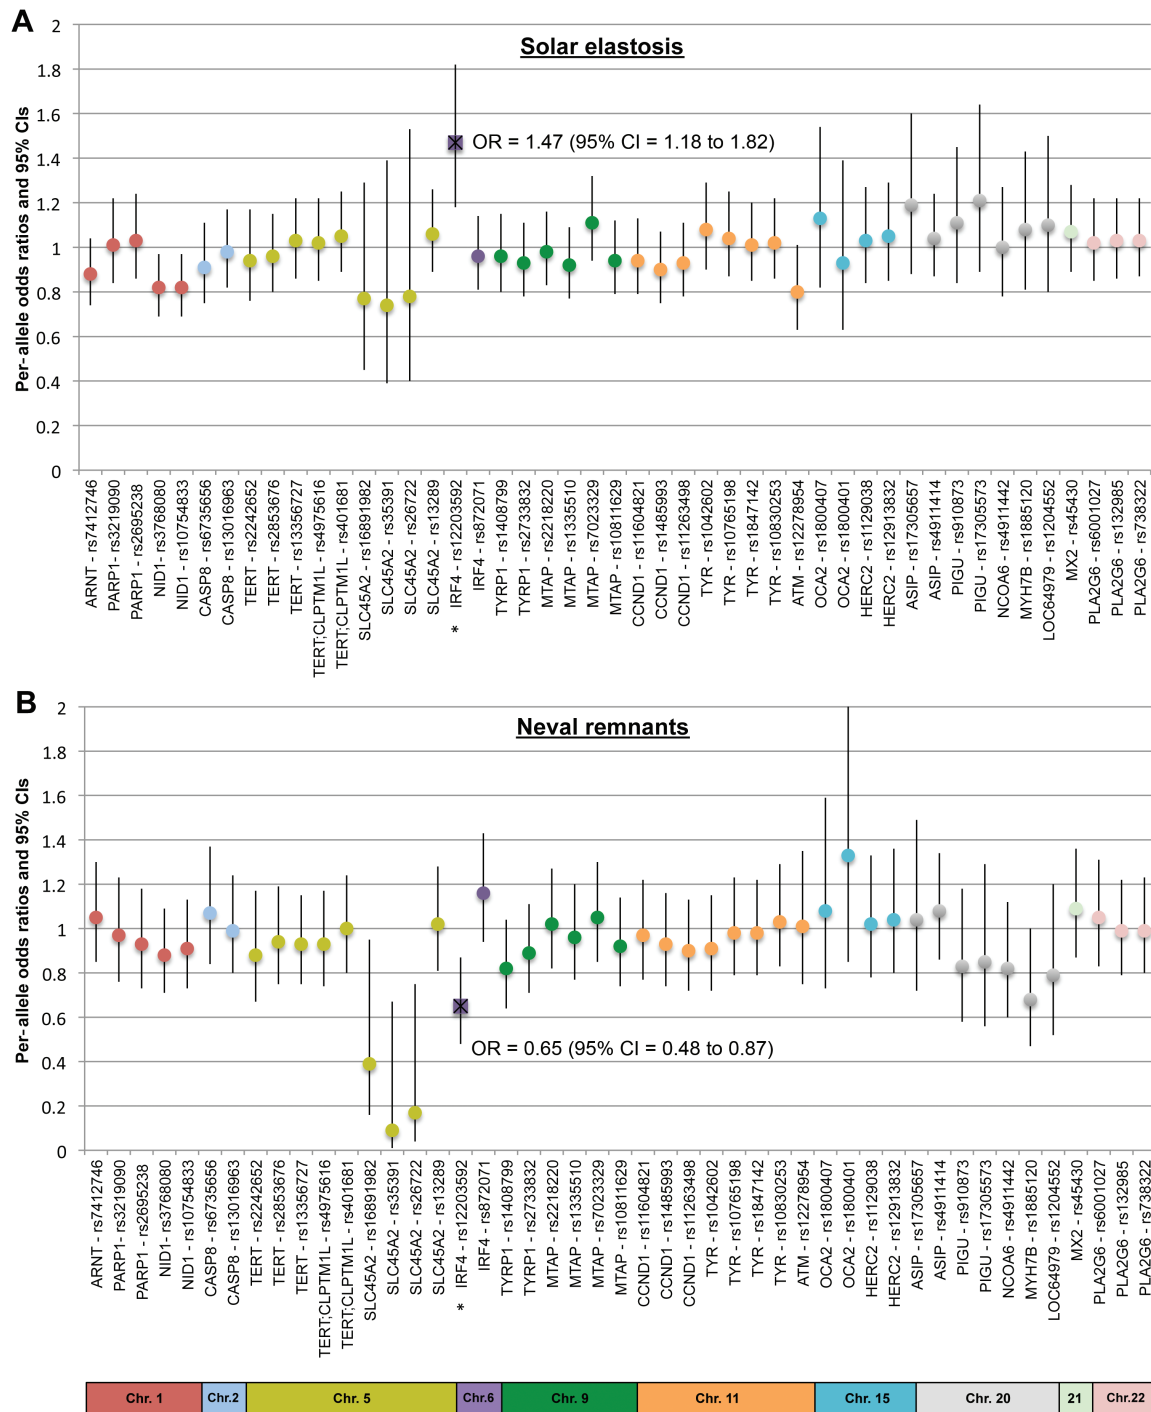 A
Solar elastosis
Per-allele odds ratios and 95% CIs
2
1.8
1.6
1.4
1.2
1
0.8
0.6
0.4
0.2
0
OR = 1.47 (95% CI = 1.18 to 1.82)
ARNT - rs7412746
PARP1 - rs3219090
PARP1 - rs2695238
NID1- rs3768080
NID1 - rs10754833
CASP8 - rs6735656
CASP8 - rs13016963
TERT - rs2242652
TERT - rs2853676
TERT - rs13356727
TERT;CLPTM1L - rs4975616
TERT;CLPTM1L - rs401681
SLC45A2 - rs16891982
SLC45A2 - rs35391
SLC45A2 - rs26722
SLC45A2 - rs13289
* IRF4 - rs12203592
IRF4 - rs872071
TYRP1 - rs1408799
TYRP1 - rs2733832
MTAP - rs2218220
MTAP - rs1335510
MTAP - rs7023329
MTAP - rs10811629
CCND1 - rs11604821
CCND1 - rs1485993
CCND1 - rs11263498
TYR - rs1042602
TYR - rs10765198
TYR - rs1847142
TYR - rs10830253
ATM - rs12278954
OCA2 - rs1800407
OCA2 - rs1800401
HERC2 - rs1129038
HERC2 - rs12913832
ASIP - rs17305657
ASIP - rs4911414
PIGU - rs910873
PIGU - rs17305573
NCOA6 - rs4911442
MYH7B - rs1885120
LOC64979 - rs1204552
MX2 - rs45430
PLA2G6 - rs6001027
PLA2G6 - rs132985
PLA2G6 - rs738322
B
Neval remnants
Per-allele odds ratios and 95% CIs
2
1.8
1.6
1.4
1.2
1
0.8
0.6
0.4
0.2
0
OR = 0.65 (95% CI = 0.48 to 0.87)
ARNT - rs7412746
PARP1 - rs3219090
PARP1 - rs2695238
NID1 - rs3768080
NID1 - rs10754833
CASP8 - rs6735656
CASP8 - rs13016963
TERT - rs2242652
TERT - rs2853676
TERT - rs13356727
TERT;CLPTM1L - rs4975616
TERT;CLPTM1L - rs401681
SLC45A2 - rs16891982
SLC45A2 - rs35391
SLC45A2 - rs26722
SLC45A2 - rs13289
* IRF4 - rs12203592
IRF4 - rs872071
TYRP1 - rs1408799
TYRP1 - rs2733832
MTAP - rs2218220
MTAP - rs1335510
MTAP - rs7023329
MTAP - rs10811629
CCND1 - rs11604821
CCND1 - rs1485993
CCND1 - rs11263498
TYR - rs1042602
TYR - rs10765198
TYR - rs1847142
TYR - rs10830253
ATM - rs12278954
OCA2 - rs1800407
OCA2 - rs1800401
HERC2 - rs1129038
HERC2 - rs12913832
ASIP - rs17305657
ASIP - rs4911414
PIGU - rs910873
PIGU - rs17305573
NCOA6 - rs4911442
MYH7B - rs1885120
LOC64979 - rs1204552
MX2 - rs45430
PLA2G6 - rs6001027
PLA2G6 - rs132985
PLA2G6 - rs738322
Chr. 1 Chr.2 Chr. 5 Chr.6 Chr. 9 Chr. 11 Chr. 15 Chr. 20 21 Chr.22